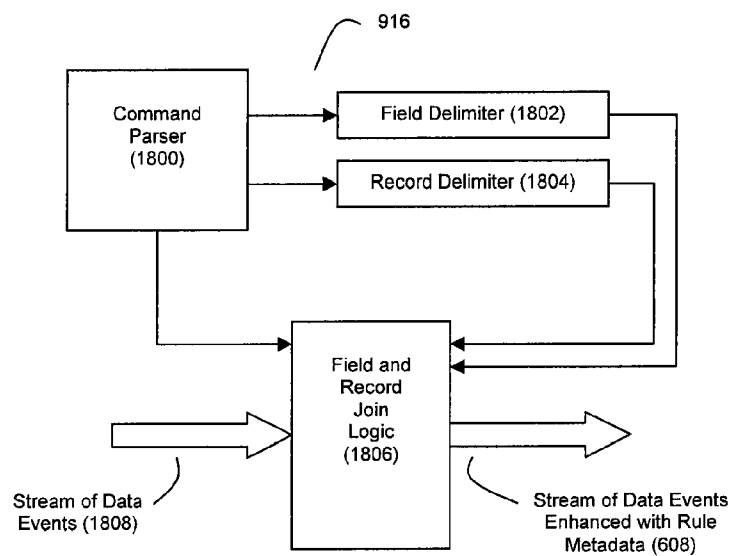 916
Command
Parser
(1800)
Field Delimiter (1802)
Record Delimiter (1804)
Field and
Record
Join
Logic
(1806)
Stream of Data
Events (1808)
Stream of Data Events
Enhanced with Rule
Metadata (608)